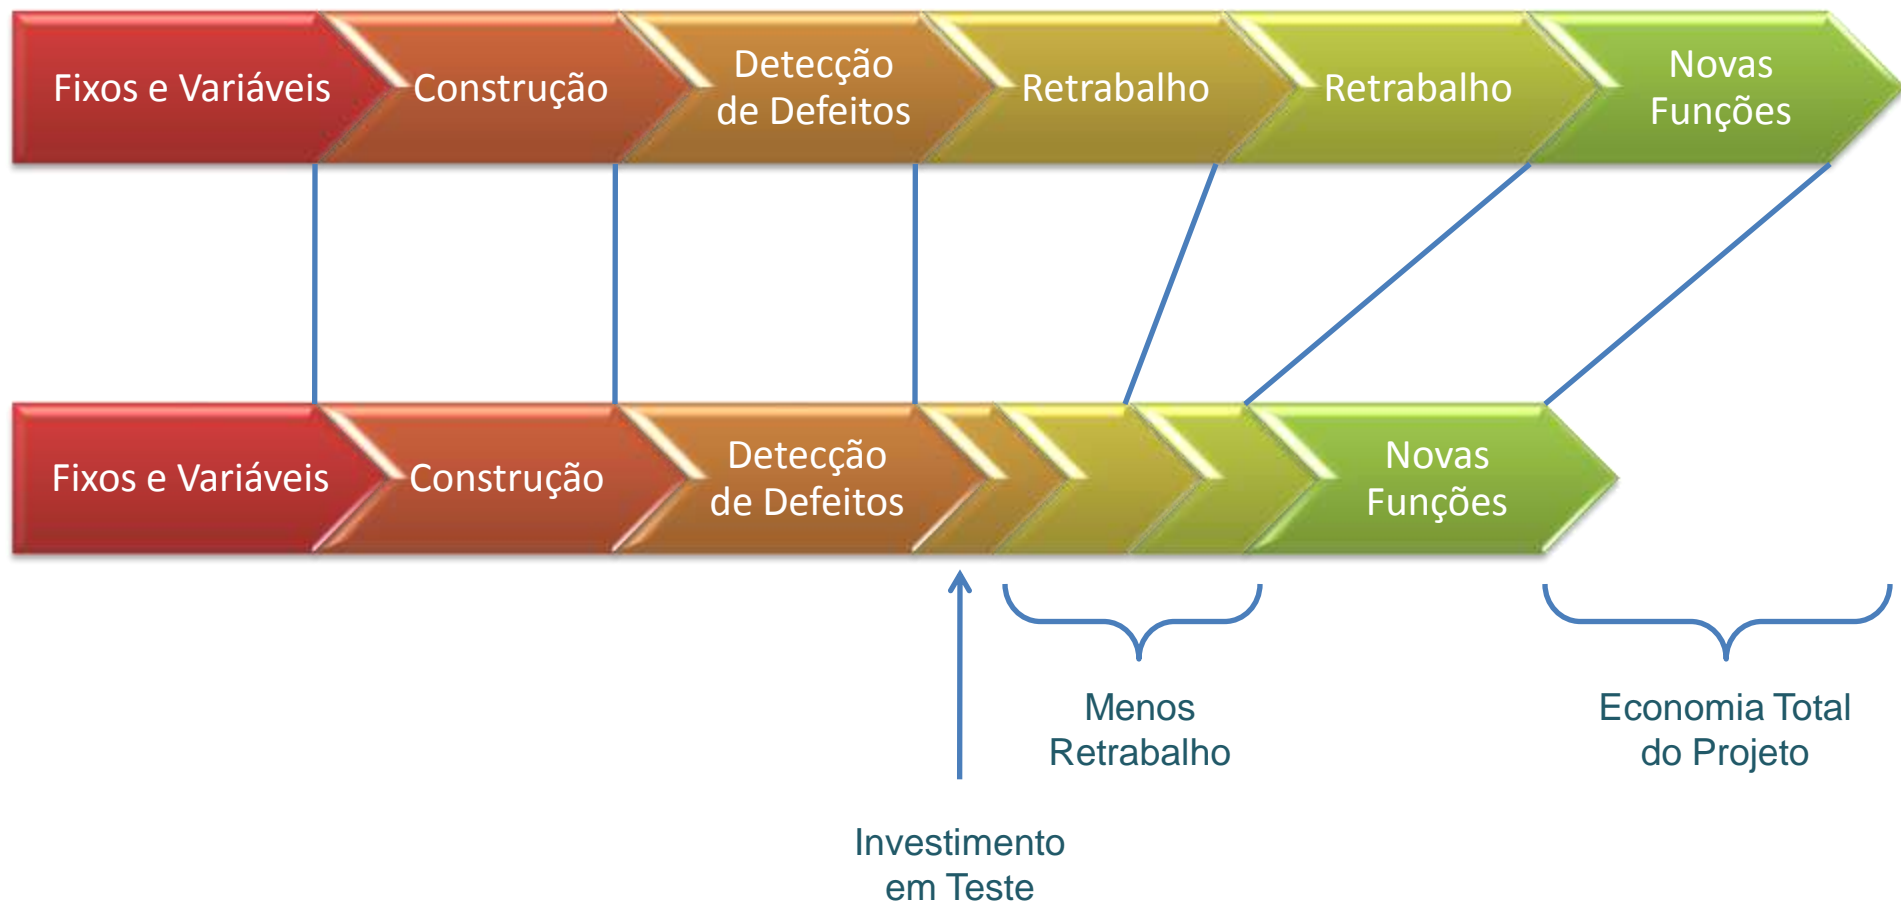 Fixos e Variáveis
Construção
Detecção
de Defeitos
Retrabalho
Retrabalho
Novas
Funções
Fixos e Variáveis
Construção
Detecção
de Defeitos
Novas
Funções
Menos
Retrabalho
Economia Total
do Projeto
Investimento
em Teste